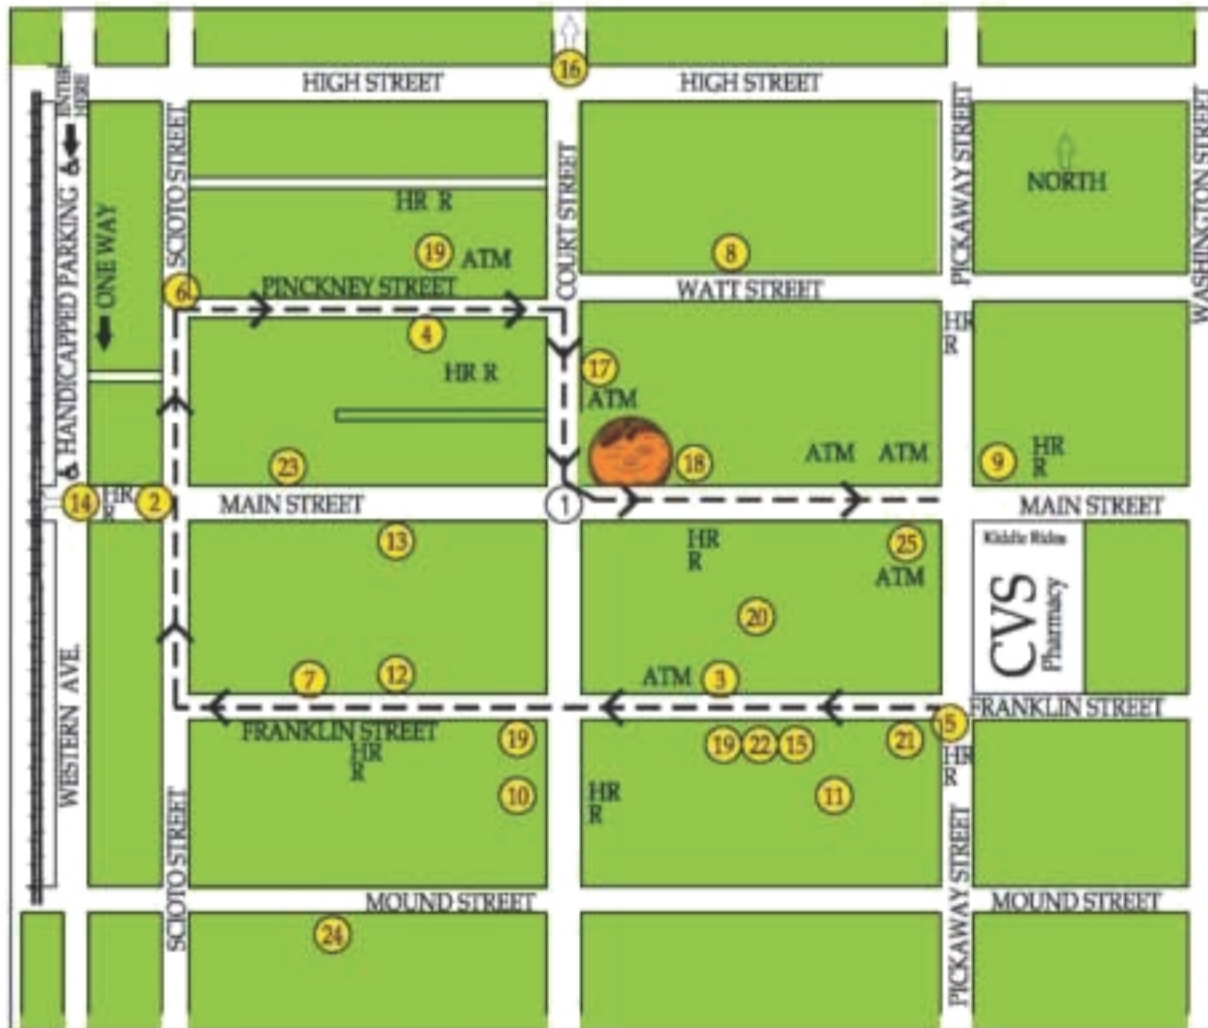 16
HIGH STREET
HIGH STREET
ENTER
HERE
HANDICAPPED PARKING
ONE WAY
SCIOTO STREET
COURT STREET
PICKAWAY STREET
WASHINGTON STREET
NORTH
HR R
19
ATM
8
6
PINCKNEY STREET
WATT STREET
4
HR
R
HR R
17
ATM
23
18
ATM
ATM
9
HR
R
14
HR
R
2
MAIN STREET
1
MAIN STREET
13
HR
R
25
ATM
Kiddie Rides
CVS
Pharmacy
20
WESTERN AVE.
7
12
ATM
3
FRANKLIN STREET
5
FRANKLIN STREET
HR
R
19
19
22
15
21
HR
R
10
HR
R
11
SCIOTO STREET
PICKAWAY STREET
MOUND STREET
MOUND STREET
24